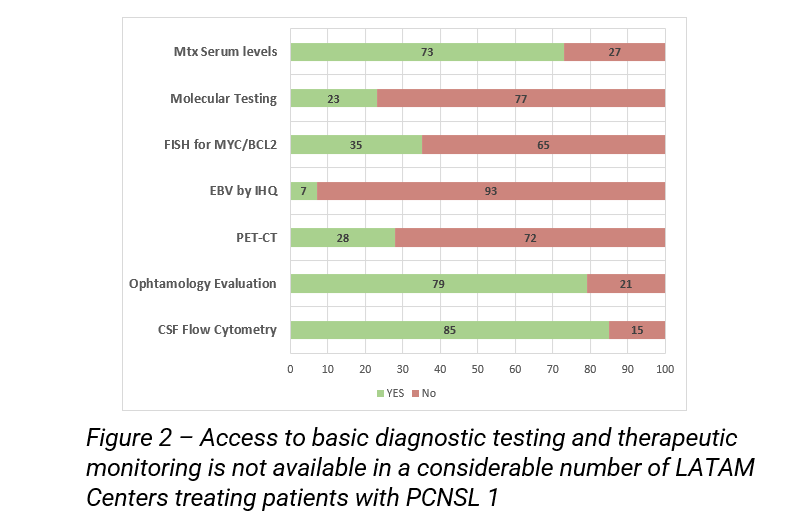 Mtx Serum levels 73 27
Molecular Testing 23 77
FISH for MYC/BCL2 35 65
EBV by IHQ 7 93
PET-CT 28 72
Ophtamology Evaluation 79 21
CSF Flow Cytometry 85 15
0 10 20 30 40 50 60 70 80 90 100
YES No
Figure 2 – Access to basic diagnostic testing and therapeutic
monitoring is not available in a considerable number of LATAM
Centers treating patients with PCNSL 1